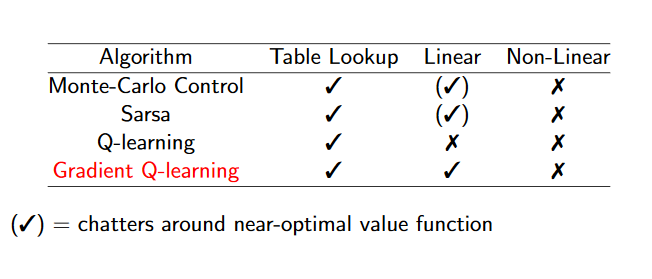 Algorithm Table Lookup Linear Non-Linear
Monte-Carlo Control ✓ (✓) ✗
Sarsa ✓ (✓) ✗
Q-learning ✓ ✗ ✗
Gradient Q-learning ✓ ✓ ✗
(✓) = chatters around near-optimal value function